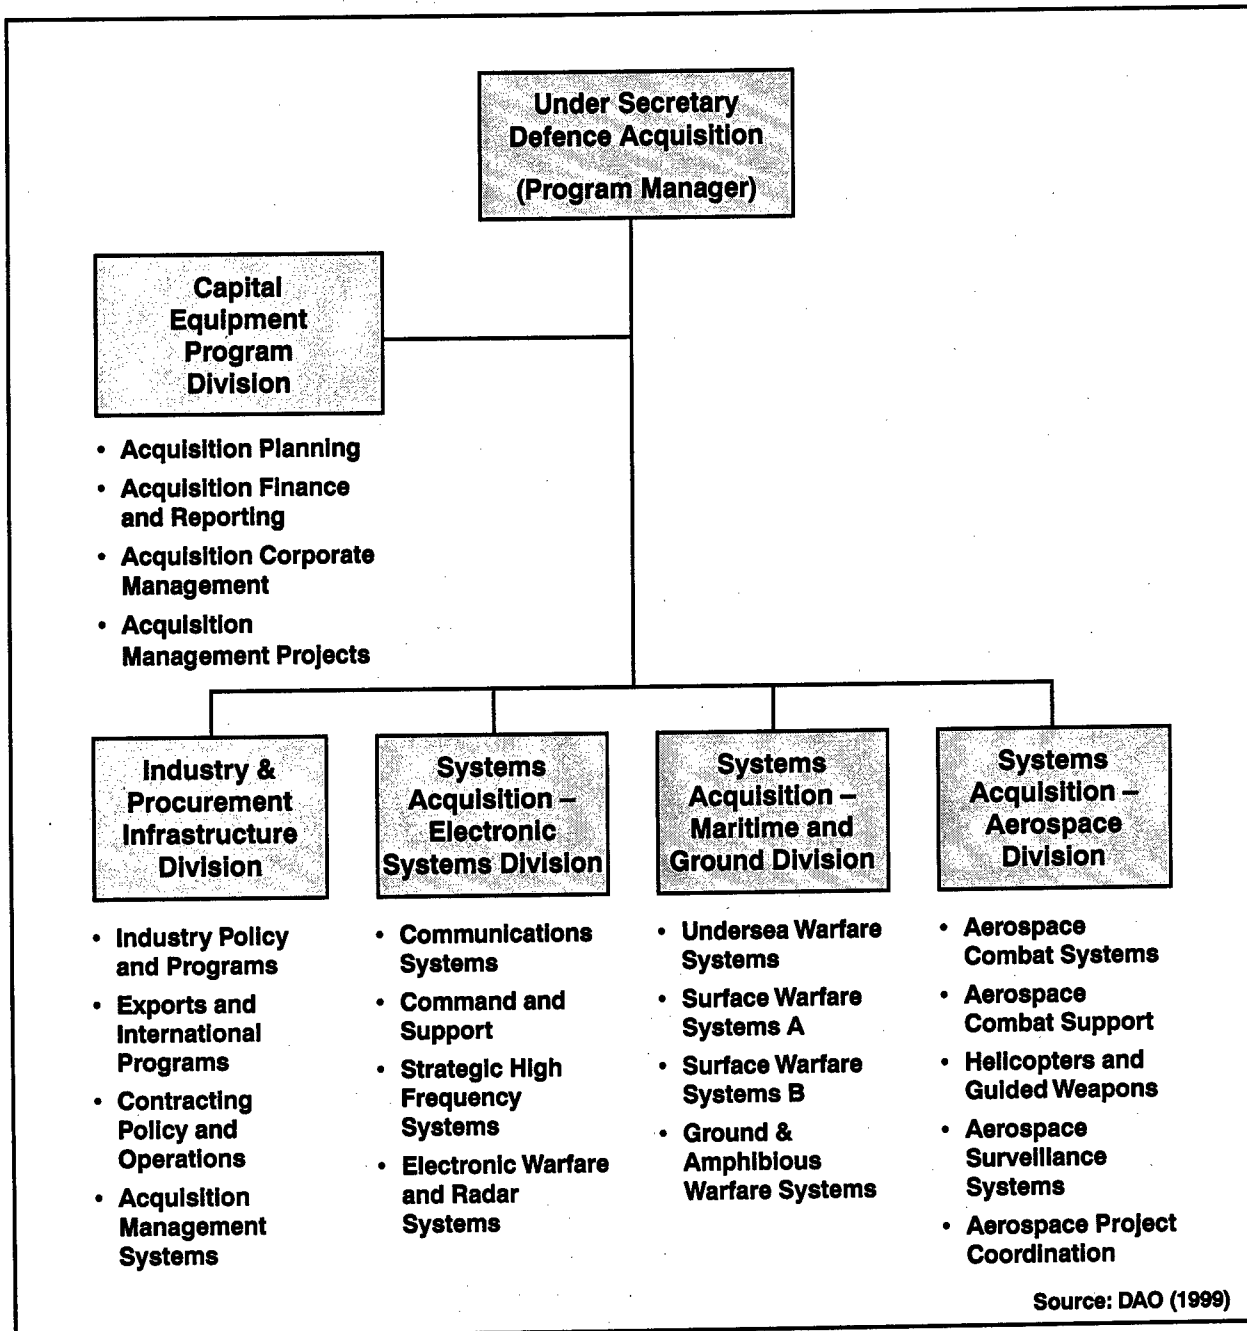 Under Secretary
Defence Acquisition
(Program Manager)
Capital
Equipment
Program
Division
• Acquisition Planning
• Acquisition Finance
and Reporting
• Acquisition Corporate
Management
• Acquisition
Management Projects
Industry &
Procurement
Infrastructure
Division
• Industry Policy
and Programs
• Exports and
International
Programs
• Contracting
Policy and
Operations
• Acquisition
Management
Systems
Systems
Acquisition –
Electronic
Systems Division
• Communications
Systems
• Command and
Support
• Strategic High
Frequency
Systems
• Electronic Warfare
and Radar
Systems
Systems
Acquisition –
Maritime and
Ground Division
• Undersea Warfare
Systems
• Surface Warfare
Systems A
• Surface Warfare
Systems B
• Ground &
Amphibious
Warfare Systems
Systems
Acquisition –
Aerospace
Division
• Aerospace
Combat Systems
• Aerospace
Combat Support
• Helicopters and
Guided Weapons
• Aerospace
Surveillance
Systems
• Aerospace Project
Coordination
Source: DAO (1999)